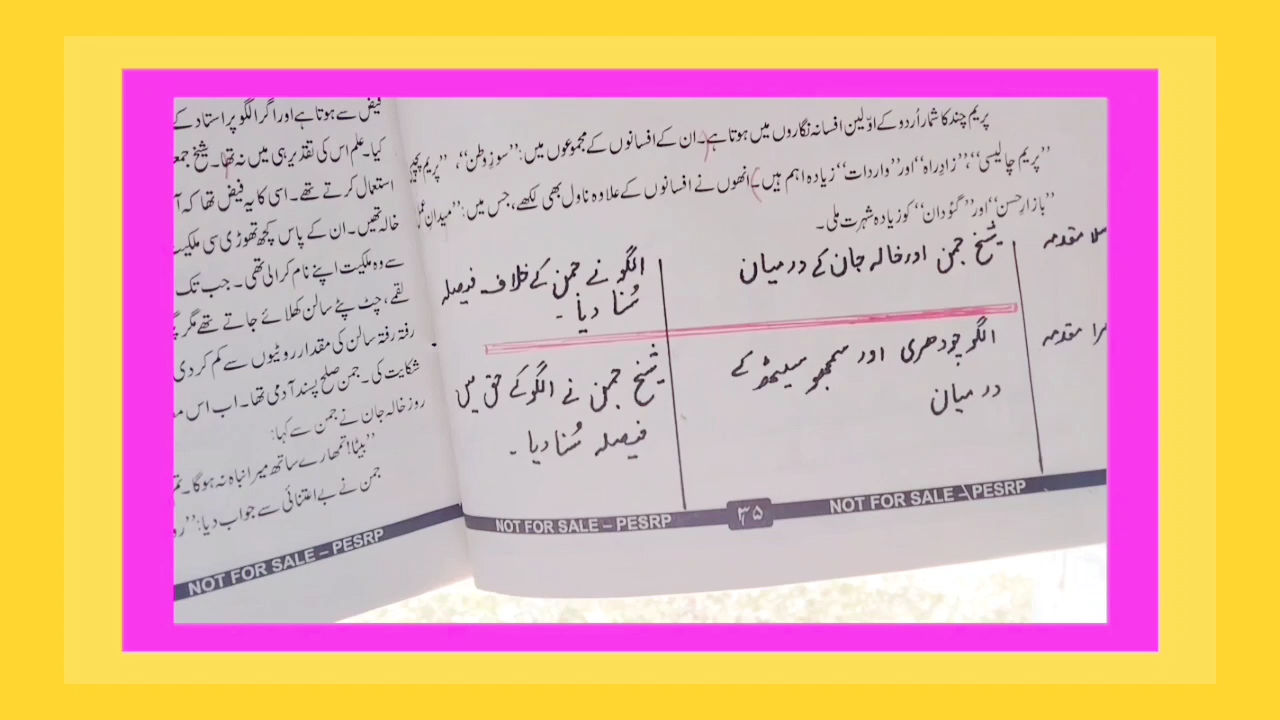 پریم چند کا شمار اُردو کے اوّلین افسانہ نگاروں میں ہوتا ہے۔ ان کے افسانوں کے مجموعوں میں: ”سوزِ وطن“، ”پریم
”پریم چالیسی“، ”زادِ راہ“ اور ”واردات“ زیادہ اہم ہیں۔ انھوں نے افسانوں کے علاوہ ناول بھی لکھے، جس میں: ”میدانِ
”بازارِ حسن“ اور ”گئودان“ کو زیادہ شہرت ملی۔
مقدمہ
شیخ جمن اور خالہ جان کے درمیان
الگو نے جمن کے خلاف فیصلہ
سُنا دیا۔
مقدمہ
الگو چودھری اور سمجھو سیٹھ کے
درمیان
شیخ جمن نے الگو کے حق میں
فیصلہ سُنا دیا۔
NOT FOR SALE – PESRP
۳۵
NOT FOR SALE – PESRP
فیض سے ہوتا ہے اور اگر الگو پر استاد کے
کیا۔ علم اس کی تقدیر ہی میں نہ تھا۔ شیخ
استعمال کرتے تھے۔ اسی کا یہ فیض تھا کہ
خالہ تھیں۔ ان کے پاس کچھ تھوڑی سی ملکیت
سے وہ ملکیت اپنے نام کرا لی تھی۔ جب تک
لقمے، چٹ پٹے سالن کھلائے جاتے تھے مگر
رفتہ رفتہ سالن کی مقدار روٹیوں سے کم کر دی
شکایت کی۔ جمن صلح پسند آدمی تھا۔ اب اس
روز خالہ جان نے جمن سے کہا:
”بیٹا! تمھارے ساتھ میرا نباہ نہ ہوگا۔ تم
جمن نے بے اعتنائی سے جواب دیا: ”
NOT FOR SALE – PESRP